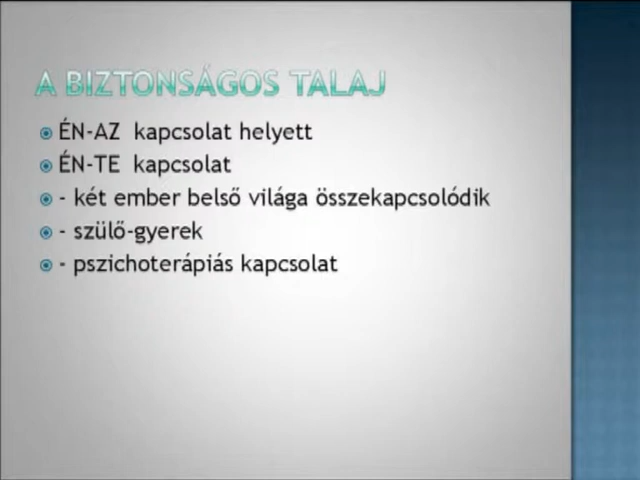 A BIZTONSÁGOS TALAJ
ÉN-AZ kapcsolat helyett
ÉN-TE kapcsolat
- két ember belső világa összekapcsolódik
- szülő-gyerek
- pszichoterápiás kapcsolat